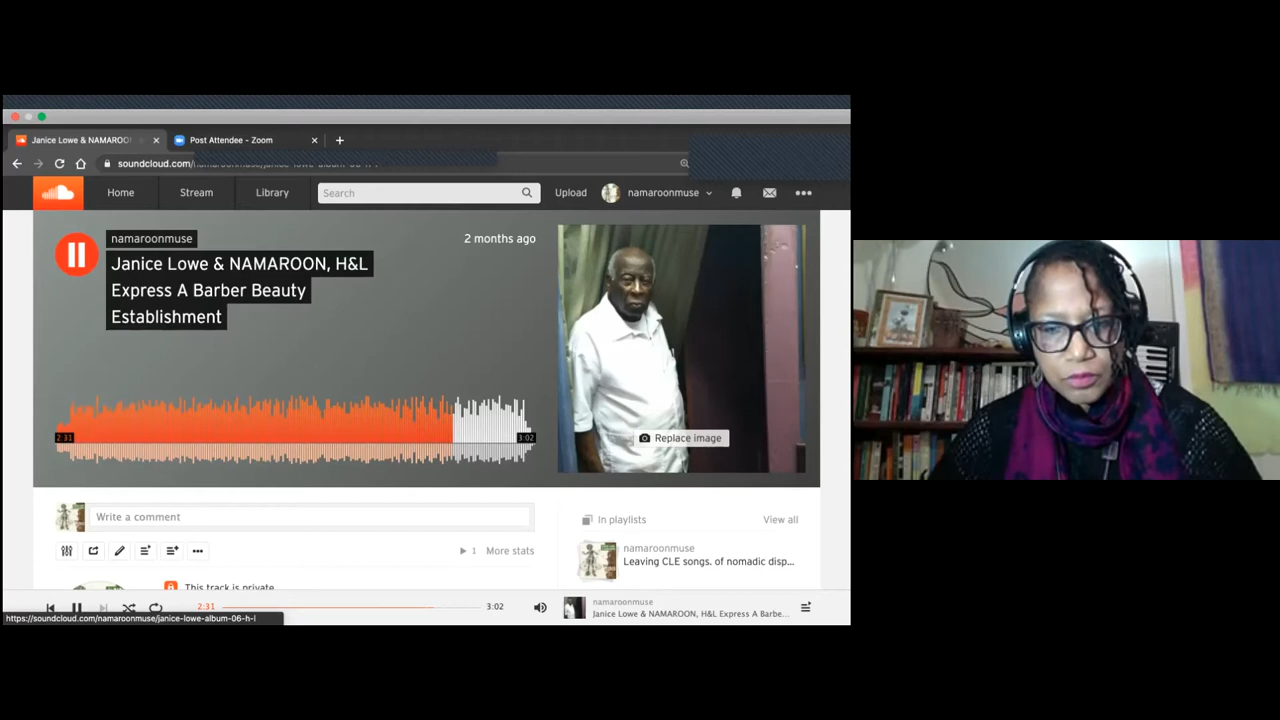 Janice Lowe & NAMAROON
Post Attendee - Zoom
soundcloud.com/
Home
Stream
Library
Search
Upload
namaroonmuse
namaroonmuse
2 months ago
Janice Lowe & NAMAROON, H&L
Express A Barber Beauty
Establishment
2:31
3:02
Replace image
Write a comment
1
More stats
This track is private
In playlists
View all
namaroonmuse
Leaving CLE songs. of nomadic disp...
2:31
3:02
namaroonmuse
Janice Lowe & NAMAROON, H&L Express A Barbe...
https://soundcloud.com/namaroonmuse/janice-lowe-album-06-h-l